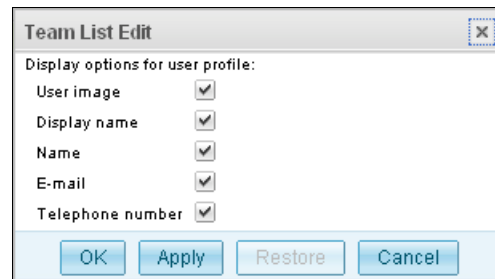 Team List Edit
Display options for user profile:
User image
Display name
Name
E-mail
Telephone number
OK Apply Restore Cancel